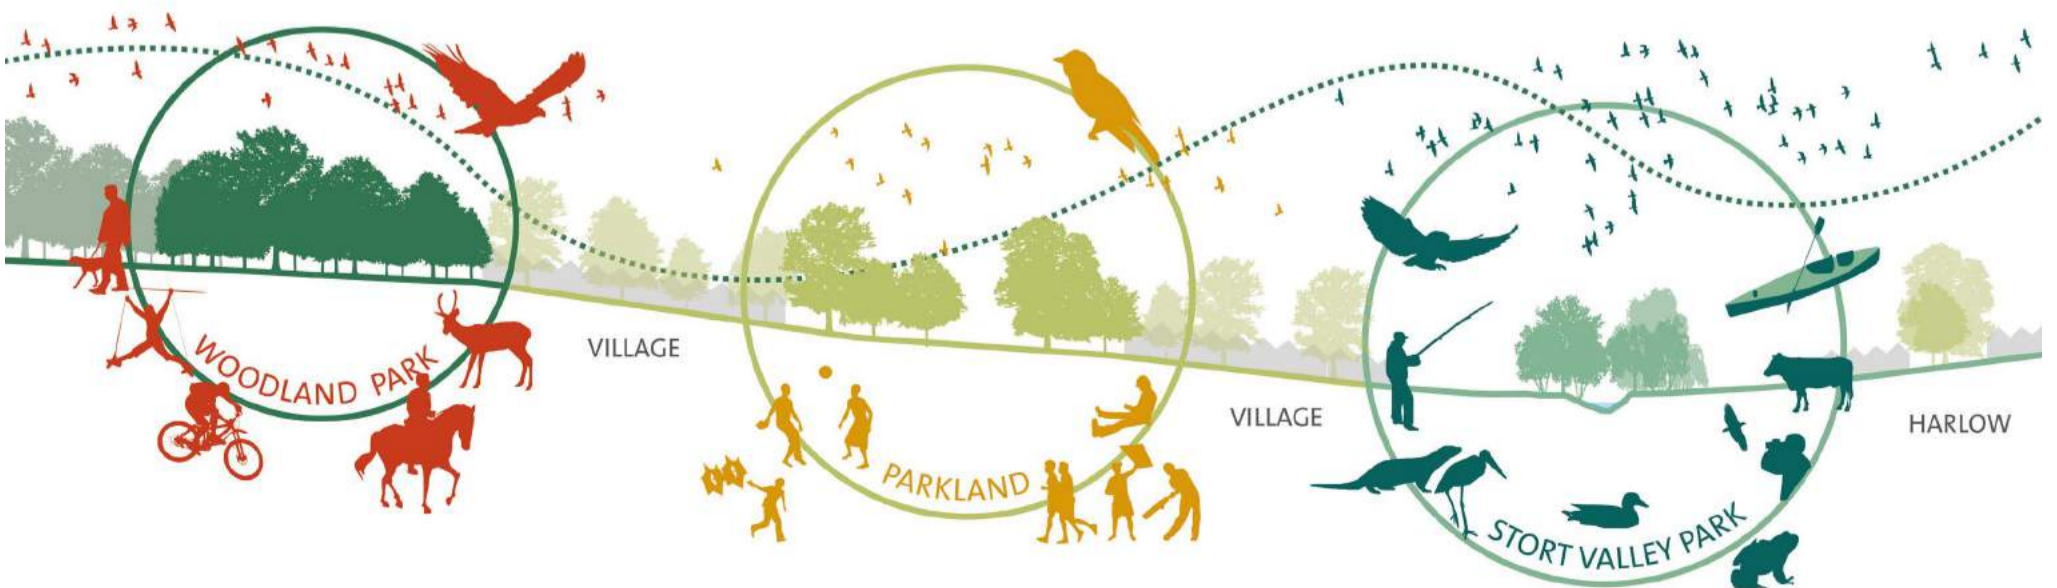 WOODLAND PARK
VILLAGE
PARKLAND
VILLAGE
STORT VALLEY PARK
HARLOW